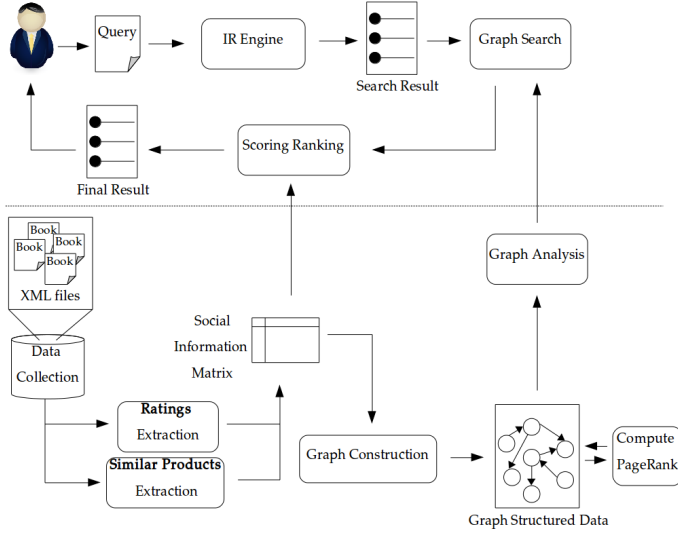 Query
IR Engine
Search Result
Graph Search
Final Result
Scoring Ranking
Book
Book
Book
Book
XML files
Data
Collection
Social
Information
Matrix
Graph Analysis
Ratings
Extraction
Similar Products
Extraction
Graph Construction
Graph Structured Data
Compute
PageRank